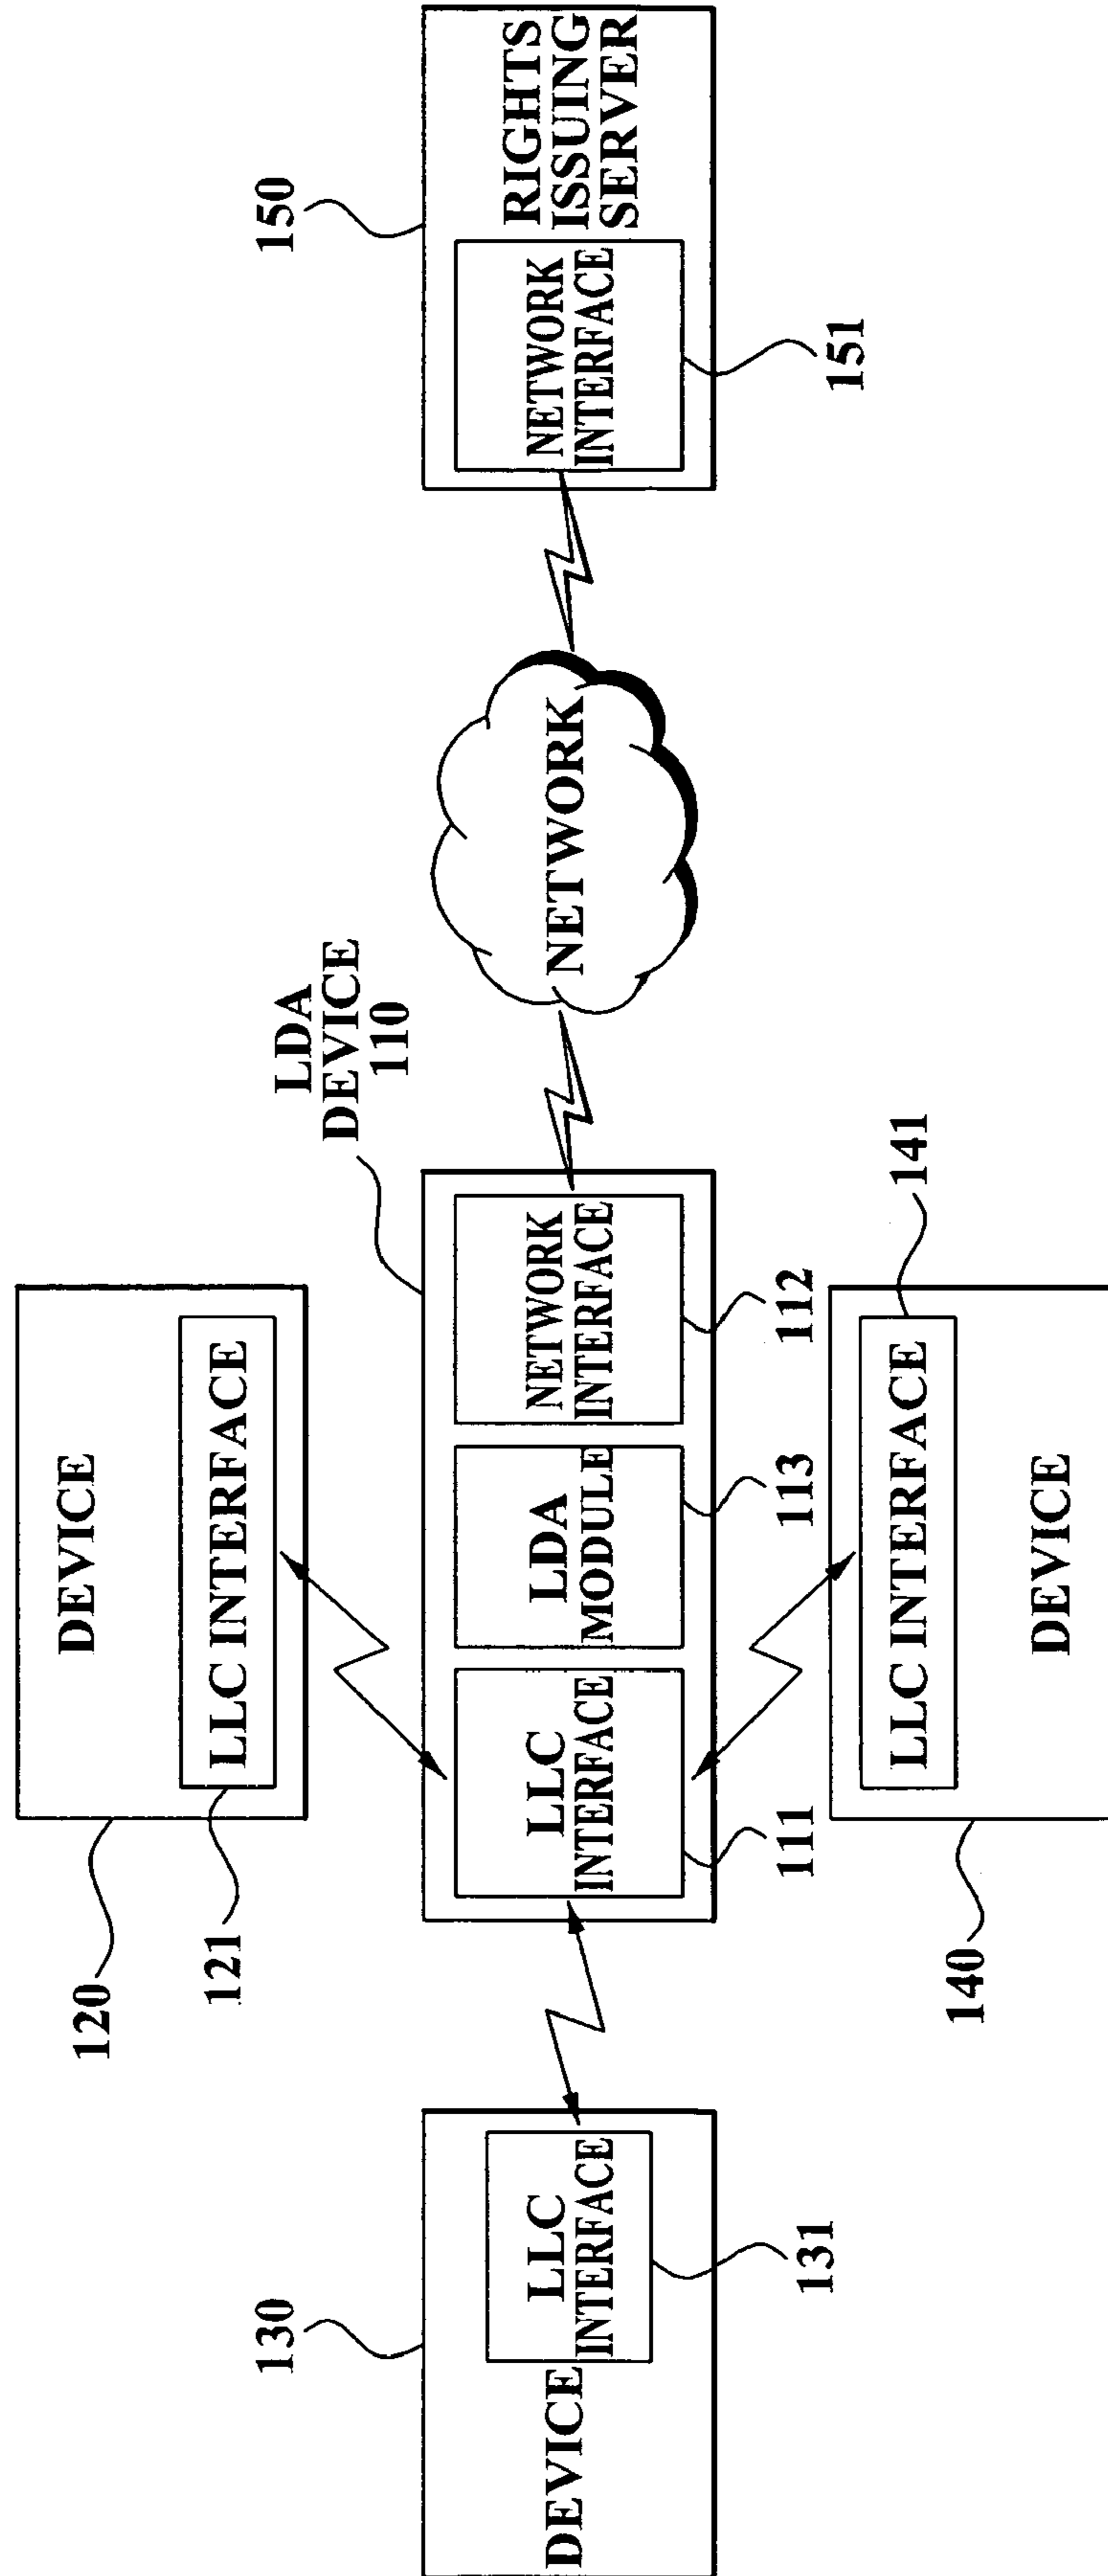 DEVICE
LLC INTERFACE
120
121
130
DEVICE
LLC
INTERFACE
131
LDA
DEVICE
110
LLC
INTERFACE
111
LDA
MODULE
113
NETWORK
INTERFACE
112
LLC INTERFACE
141
DEVICE
140
NETWORK
150
NETWORK
INTERFACE
151
RIGHTS
ISSUING
SERVER